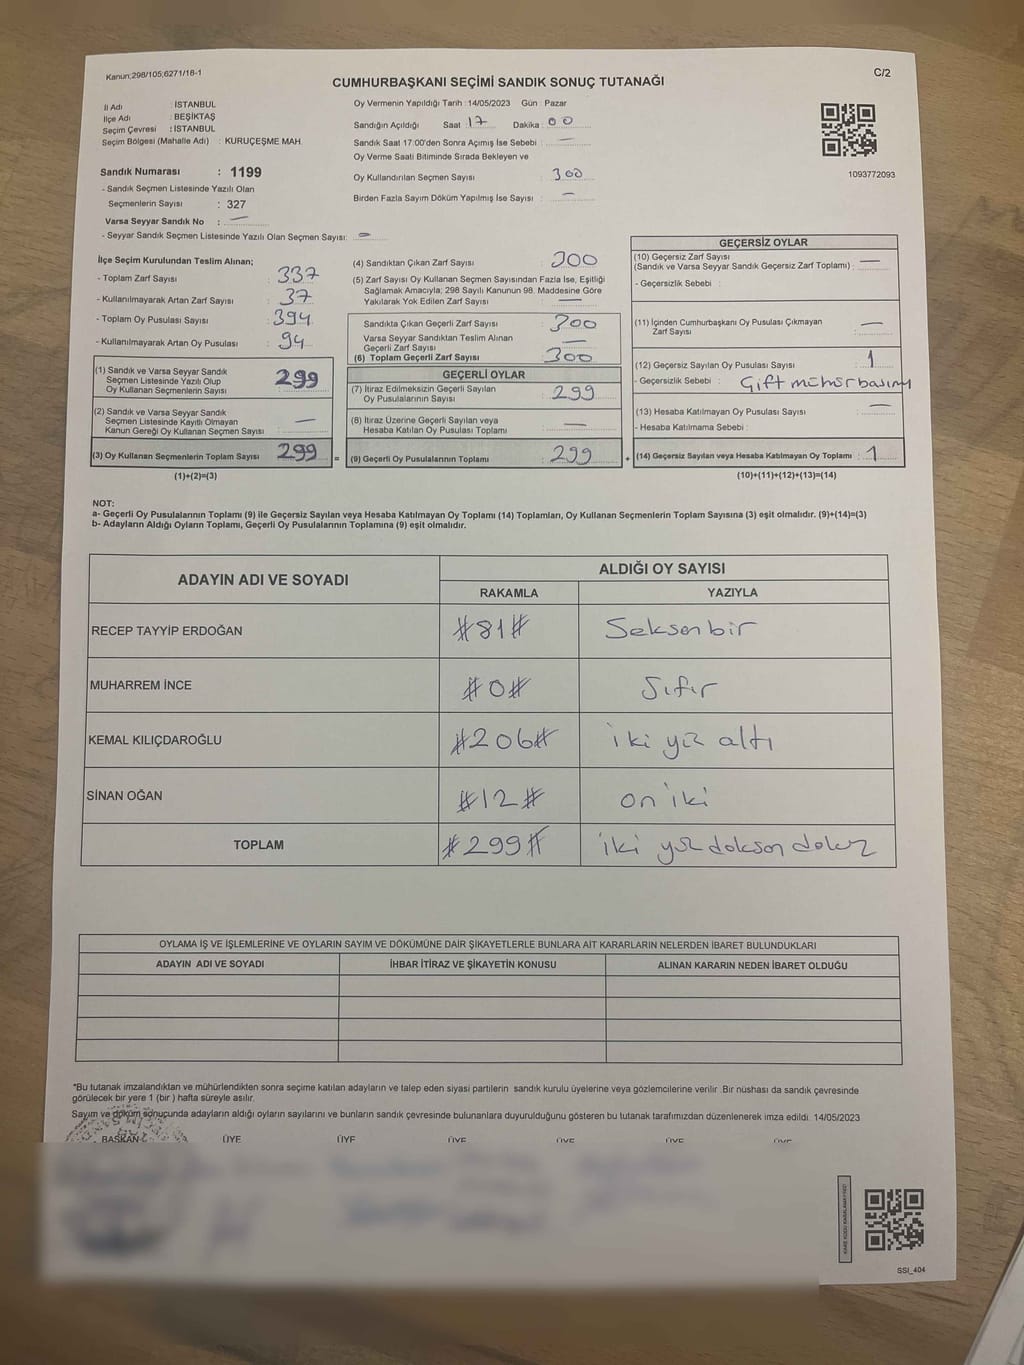 Kanun;298/105;6271/18-1
CUMHURBAŞKANI SEÇİMİ SANDIK SONUÇ TUTANAĞI
C/2
İl Adı : İSTANBUL
İlçe Adı : BEŞİKTAŞ
Seçim Çevresi : İSTANBUL
Seçim Bölgesi (Mahalle Adı) : KURUÇEŞME MAH.
Sandık Numarası : 1199
- Sandık Seçmen Listesinde Yazılı Olan
Seçmenlerin Sayısı : 327
Varsa Seyyar Sandık No : —
- Seyyar Sandık Seçmen Listesinde Yazılı Olan Seçmen Sayısı: —
Oy Vermenin Yapıldığı Tarih : 14/05/2023 Gün Pazar
Sandığın Açıldığı Saat : 17 Dakika : 00
Sandık Saat 17:00'den Sonra Açımış İse Sebebi : —
Oy Verme Saati Bitiminde Sırada Bekleyen ve
Oy Kullandırılan Seçmen Sayısı : 300
Birden Fazla Sayım Döküm Yapılmış İse Sayısı : —
1093772093
İlçe Seçim Kurulundan Teslim Alınan;
- Toplam Zarf Sayısı : 337
- Kullanılmayarak Artan Zarf Sayısı : 37
- Toplam Oy Pusulası Sayısı : 394
- Kullanılmayarak Artan Oy Pusulası : 94
(1) Sandık ve Varsa Seyyar Sandık
Seçmen Listesinde Yazılı Olup
Oy Kullanan Seçmenlerin Sayısı : 299
(2) Sandık ve Varsa Seyyar Sandık
Seçmen Listesinde Kayıtlı Olmayan
Kanun Gereği Oy Kullanan Seçmen Sayısı : —
(3) Oy Kullanan Seçmenlerin Toplam Sayısı : 299 =
(1)+(2)=(3)
(4) Sandıktan Çıkan Zarf Sayısı : 300
(5) Zarf Sayısı Oy Kullanan Seçmen Sayısından Fazla İse, Eşitliği
Sağlamak Amacıyla; 298 Sayılı Kanunun 98. Maddesine Göre
Yakılarak Yok Edilen Zarf Sayısı : —
Sandıkta Çıkan Geçerli Zarf Sayısı : 300
Varsa Seyyar Sandıktan Teslim Alınan
Geçerli Zarf Sayısı : —
(6) Toplam Geçerli Zarf Sayısı : 300
GEÇERLİ OYLAR
(7) İtiraz Edilmeksizin Geçerli Sayılan
Oy Pusulalarının Sayısı : 299
(8) İtiraz Üzerine Geçerli Sayılan veya
Hesaba Katılan Oy Pusulası Toplamı : —
(9) Geçerli Oy Pusulalarının Toplamı : 299 +
GEÇERSİZ OYLAR
(10) Geçersiz Zarf Sayısı
(Sandık ve Varsa Seyyar Sandık Geçersiz Zarf Toplamı) : —
- Geçersizlik Sebebi :
(11) İçinden Cumhurbaşkanı Oy Pusulası Çıkmayan
Zarf Sayısı : —
(12) Geçersiz Sayılan Oy Pusulası Sayısı : 1
- Geçersizlik Sebebi : Çift mühür basımı
(13) Hesaba Katılmayan Oy Pusulası Sayısı : —
- Hesaba Katılmama Sebebi :
(14) Geçersiz Sayılan veya Hesaba Katılmayan Oy Toplamı : 1
(10)+(11)+(12)+(13)=(14)
NOT:
a- Geçerli Oy Pusulalarının Toplamı (9) ile Geçersiz Sayılan veya Hesaba Katılmayan Oy Toplamı (14) Toplamları, Oy Kullanan Seçmenlerin Toplam Sayısına (3) eşit olmalıdır. (9)+(14)=(3)
b- Adayların Aldığı Oyların Toplamı, Geçerli Oy Pusulalarının Toplamına (9) eşit olmalıdır.
ADAYIN ADI VE SOYADI
ALDIĞI OY SAYISI
RAKAMLA YAZIYLA
RECEP TAYYİP ERDOĞAN #81# Seksen bir
MUHARREM İNCE #0# Sıfır
KEMAL KILIÇDAROĞLU #206# iki yüz altı
SİNAN OĞAN #12# on iki
TOPLAM #299# iki yüz doksan dokuz
OYLAMA İŞ VE İŞLEMLERİNE VE OYLARIN SAYIM VE DÖKÜMÜNE DAİR ŞİKAYETLERLE BUNLARA AİT KARARLARIN NELERDEN İBARET BULUNDUKLARI
ADAYIN ADI VE SOYADI İHBAR İTİRAZ VE ŞİKAYETİN KONUSU ALINAN KARARIN NEDEN İBARET OLDUĞU
*Bu tutanak imzalandıktan ve mühürlendikten sonra seçime katılan adayların ve talep eden siyasi partilerin sandık kurulu üyelerine veya gözlemcilerine verilir .Bir nüshası da sandık çevresinde
görülecek bir yere 1 (bir ) hafta süreyle asılır.
Sayım ve döküm sonucunda adayların aldığı oyların sayılarını ve bunların sandık çevresinde bulunanlara duyurulduğunu gösteren bu tutanak tarafımızdan düzenlenerek imza edildi. 14/05/2023
BAŞKAN ÜYE ÜYE ÜYE ÜYE ÜYE ÜYE
SSI_404